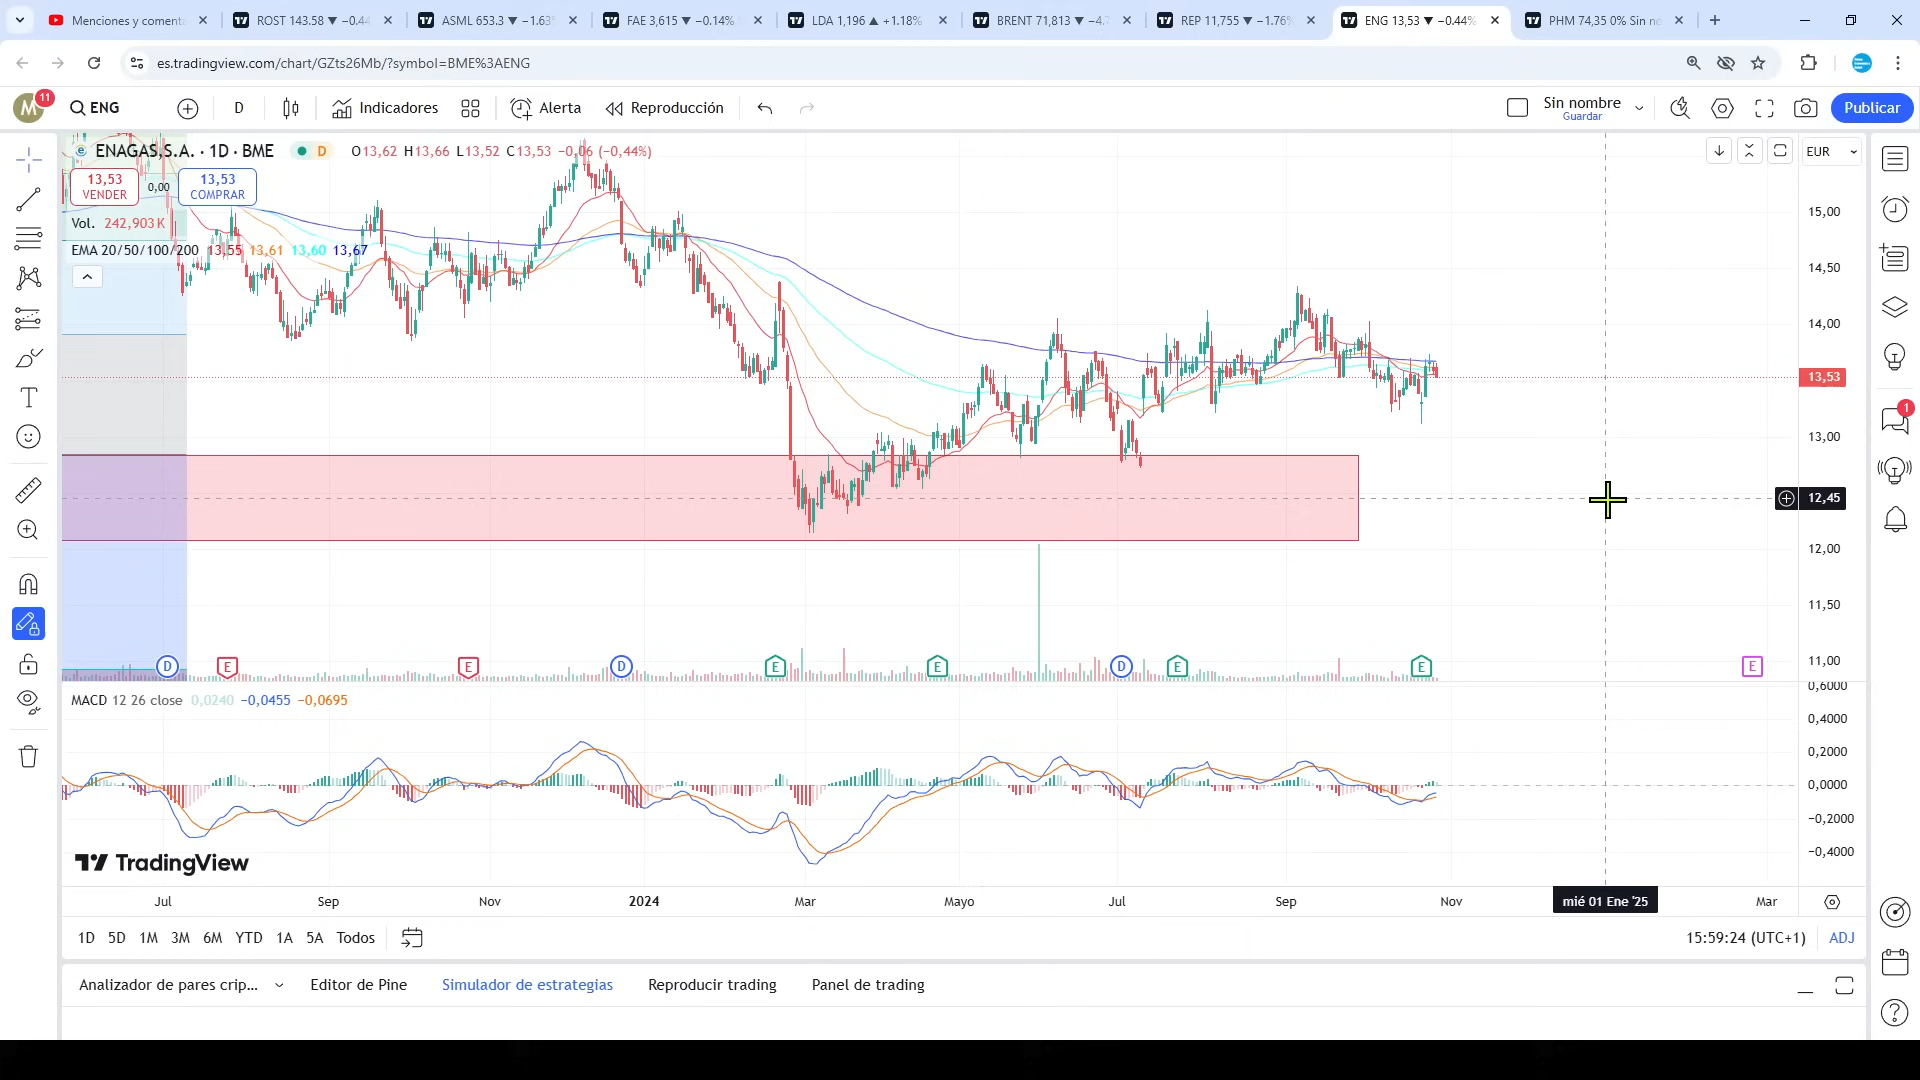 Menciones y comenta
ROST 143.58 ▼ −0.44
ASML 653.3 ▼ −1.63
FAE 3,615 ▼ −0.14%
LDA 1,196 ▲ +1.18%
BRENT 71,813 ▼ −4.7
REP 11,755 ▼ −1.76%
ENG 13,53 ▼ −0.44%
PHM 74,35 0% Sin no
es.tradingview.com/chart/GZts26Mb/?symbol=BME%3AENG
M
11
ENG
D
Indicadores
Alerta
Reproducción
Sin nombre
Guardar
Publicar
ENAGAS,S.A. · 1D · BME
D
O13,62 H13,66 L13,52 C13,53 −0,06 (−0,44%)
EUR
13,53
VENDER
0,00
13,53
COMPRAR
Vol. 242,903K
EMA 20/50/100/200 13,55 13,61 13,60 13,67
15,00
14,50
14,00
13,53
13,00
12,45
12,00
11,50
11,00
D
E
E
D
E
E
D
E
E
E
MACD 12 26 close 0,0240 −0,0455 −0,0695
0,6000
0,4000
0,2000
0,0000
−0,2000
−0,4000
TradingView
Jul
Sep
Nov
2024
Mar
Mayo
Jul
Sep
Nov
mié 01 Ene '25
Mar
1D 5D 1M 3M 6M YTD 1A 5A Todos
15:59:24 (UTC+1)
ADJ
Analizador de pares crip...
Editor de Pine
Simulador de estrategias
Reproducir trading
Panel de trading
1